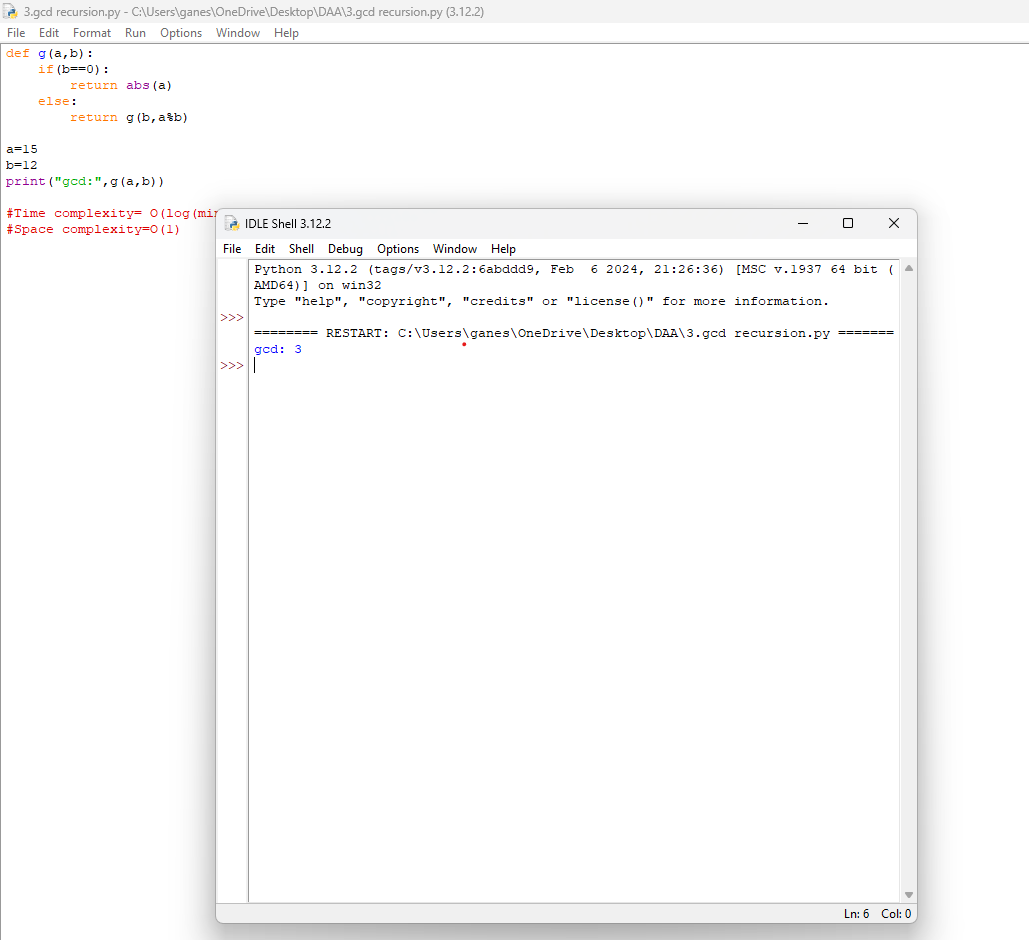 3.gcd recursion.py - C:\Users\ganes\OneDrive\Desktop\DAA\3.gcd recursion.py (3.12.2)
File Edit Format Run Options Window Help
def g(a,b):
    if(b==0):
        return abs(a)
    else:
        return g(b,a%b)
a=15
b=12
print("gcd:",g(a,b))
#Time complexity= O(log(min
#Space complexity=O(1)
IDLE Shell 3.12.2
File Edit Shell Debug Options Window Help
Python 3.12.2 (tags/v3.12.2:6abddd9, Feb  6 2024, 21:26:36) [MSC v.1937 64 bit (
AMD64)] on win32
Type "help", "copyright", "credits" or "license()" for more information.
>>>
======== RESTART: C:\Users\ganes\OneDrive\Desktop\DAA\3.gcd recursion.py =======
gcd: 3
>>>
Ln: 6 Col: 0